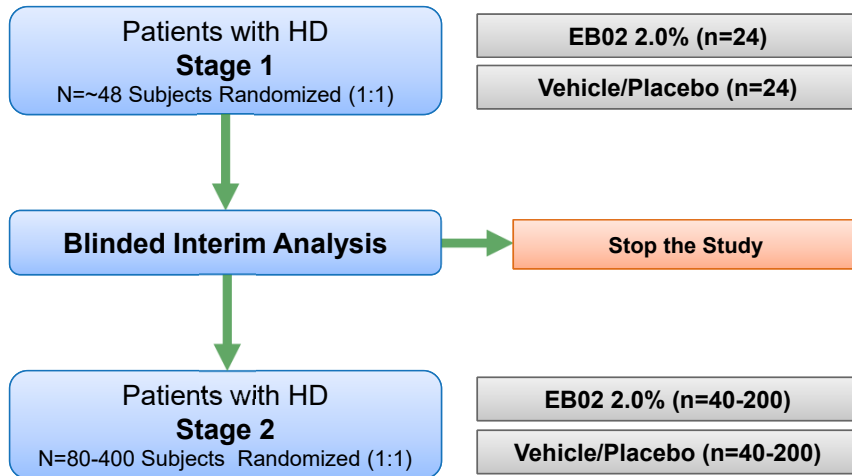 Patients with HD
Stage 1
N=~48 Subjects Randomized (1:1)
EB02 2.0% (n=24)
Vehicle/Placebo (n=24)
Blinded Interim Analysis
Stop the Study
Patients with HD
Stage 2
N=80-400 Subjects  Randomized (1:1)
EB02 2.0% (n=40-200)
Vehicle/Placebo (n=40-200)